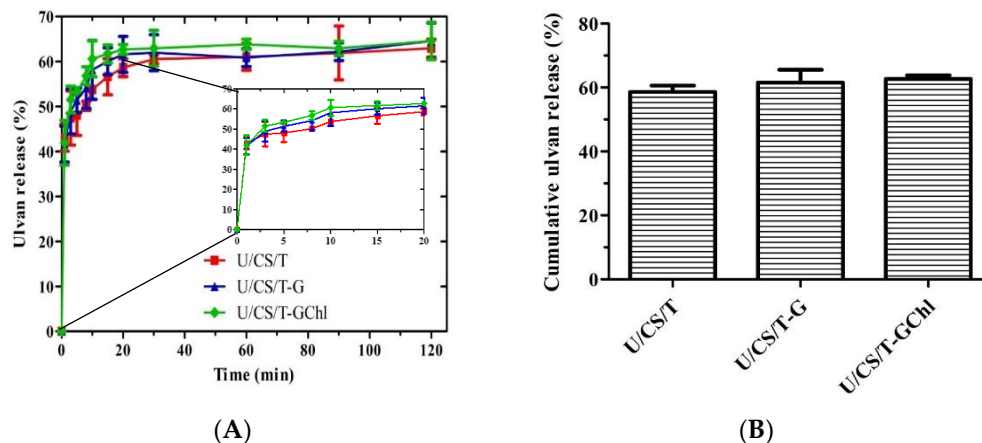 70
60
50
40
30
20
10
0
Ulvan release (%)
70
60
50
40
30
20
10
0
0 5 10 15 20
U/CS/T
U/CS/T-G
U/CS/T-GChl
0 20 40 60 80 100 120
Time (min)
(A)
80
60
40
20
0
Cumulative ulvan release (%)
U/CS/T
U/CS/T-G
U/CS/T-GChl
(B)